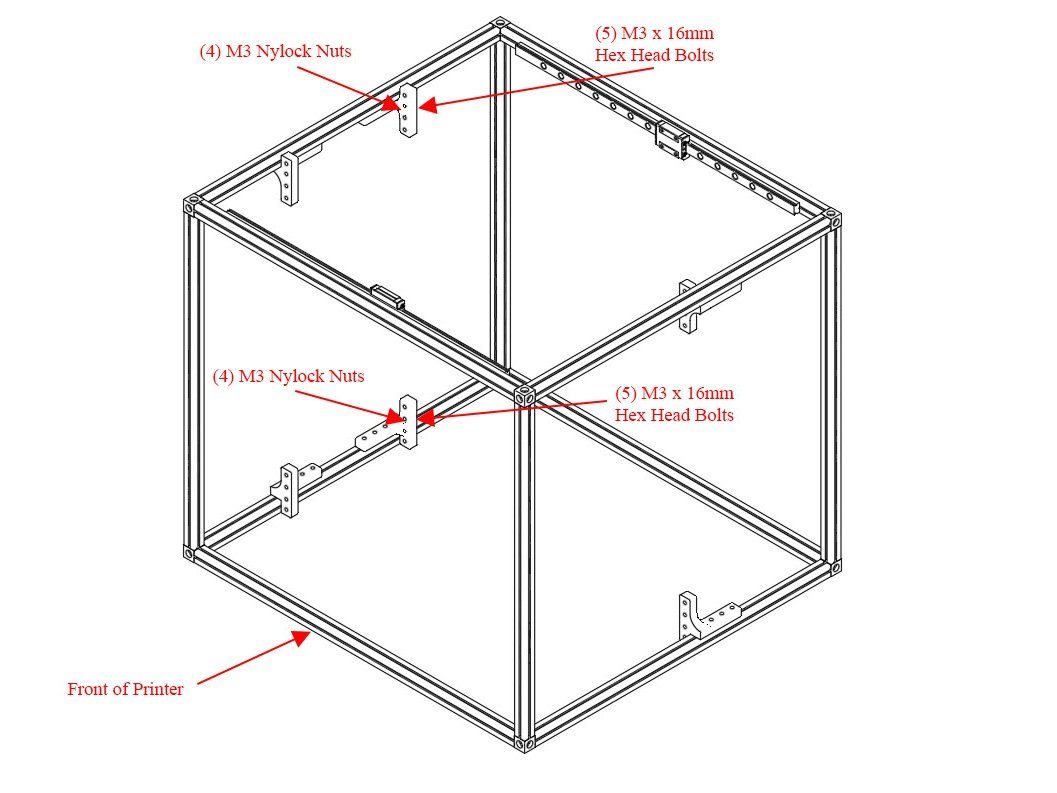 (5) M3 x 16mm
Hex Head Bolts
(4) M3 Nylock Nuts
(4) M3 Nylock Nuts
(5) M3 x 16mm
Hex Head Bolts
Front of Printer